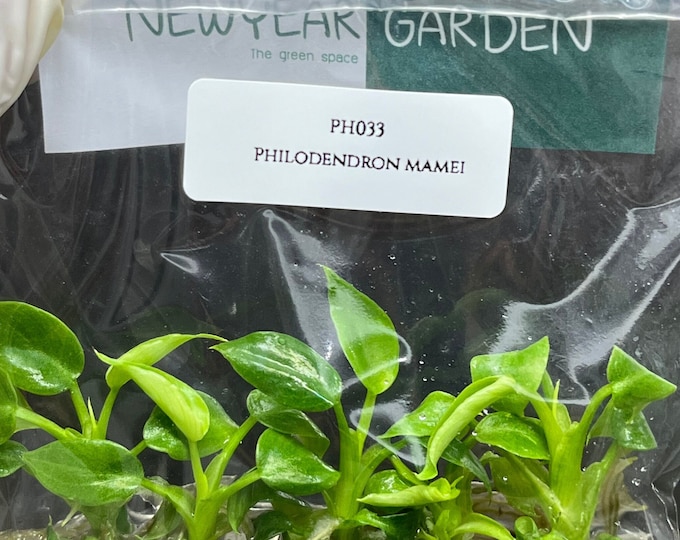 NEWYEAR GARDEN
The green space
PH033
PHILODENDRON MAMEI